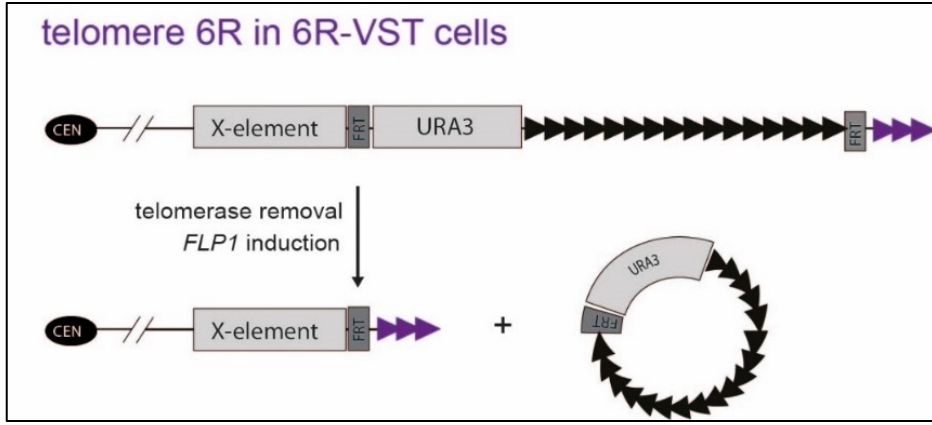 telomere 6R in 6R-VST cells
CEN X-element FRT URA3 FRT
telomerase removal
FLP1 induction
URA3
FRT
CEN X-element FRT +